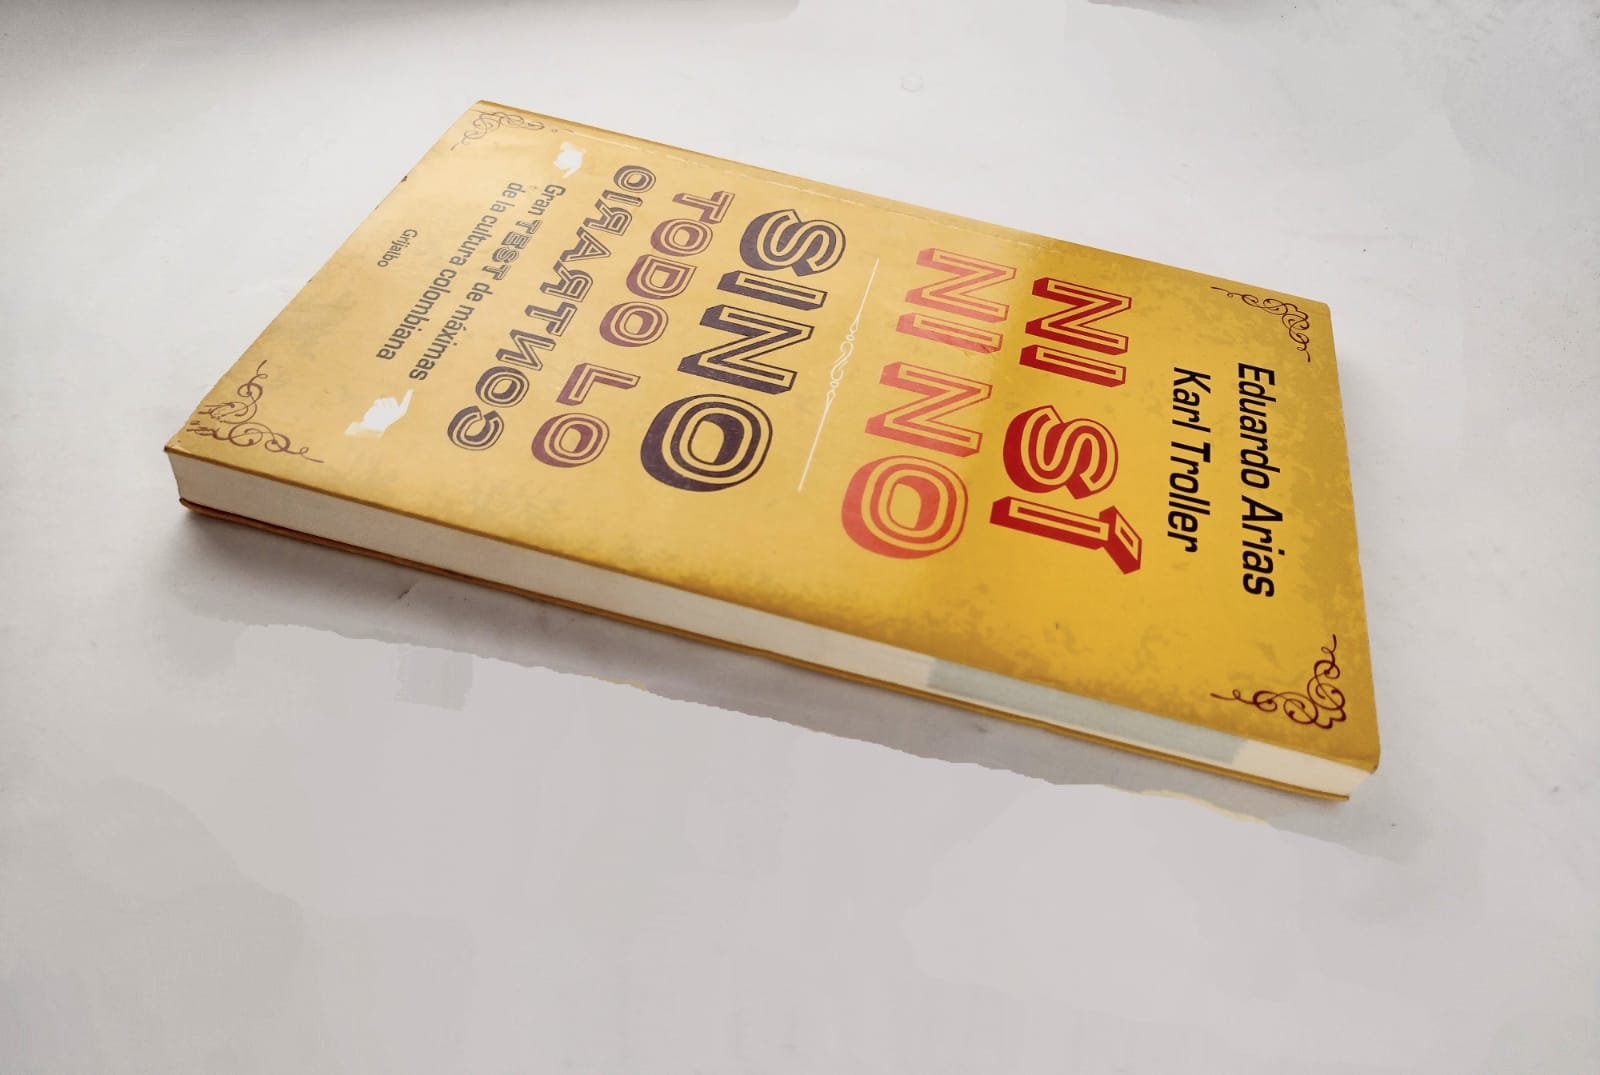 Eduardo Arias
Karl Troller
NI SÍ
NI NO
SINO
TODO LO
CONTRARIO
Gran TEST de máximas
de la cultura colombiana
Grijalbo